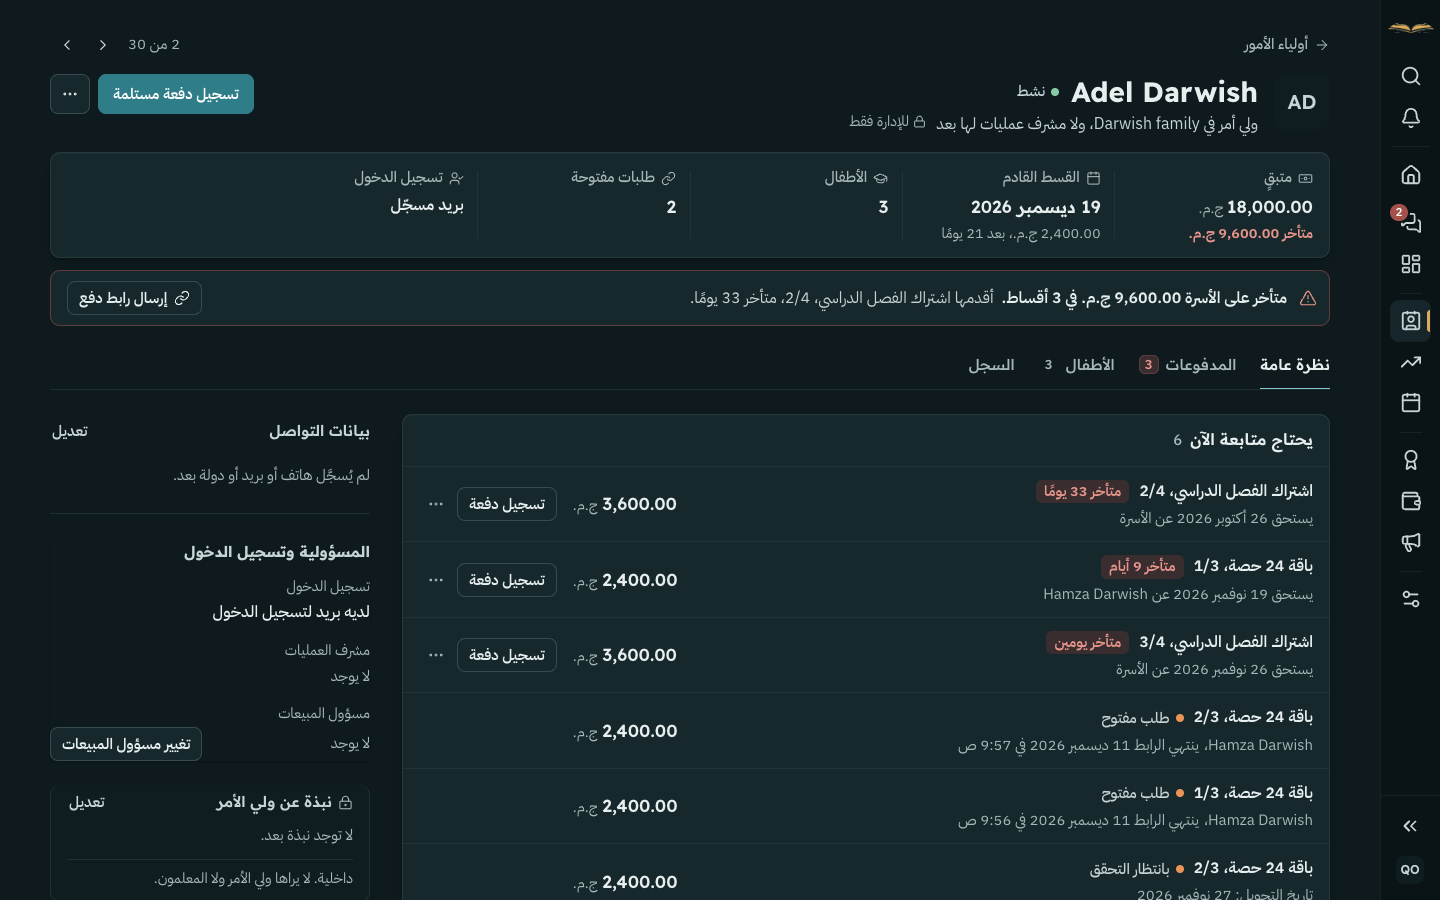 أولياء الأمور
2 من 30
AD
Adel Darwish
نشط
ولي أمر في Darwish family، ولا مشرف عمليات لها بعد
للإدارة فقط
تسجيل دفعة مستلمة
متبقٍ
18,000.00 ج.م.
متأخر 9,600.00 ج.م.
القسط القادم
19 ديسمبر 2026
2,400.00 ج.م.، بعد 21 يومًا
الأطفال
3
طلبات مفتوحة
2
تسجيل الدخول
بريد مسجّل
متأخر على الأسرة 9,600.00 ج.م. في 3 أقساط. أقدمها اشتراك الفصل الدراسي، 2/4، متأخر 33 يومًا.
إرسال رابط دفع
نظرة عامة
المدفوعات 3
الأطفال 3
السجل
يحتاج متابعة الآن 6
اشتراك الفصل الدراسي، 2/4 متأخر 33 يومًا
يستحق 26 أكتوبر 2026 عن الأسرة
3,600.00 ج.م.
تسجيل دفعة
باقة 24 حصة، 1/3 متأخر 9 أيام
يستحق 19 نوفمبر 2026 عن Hamza Darwish
2,400.00 ج.م.
تسجيل دفعة
اشتراك الفصل الدراسي، 3/4 متأخر يومين
يستحق 26 نوفمبر 2026 عن الأسرة
3,600.00 ج.م.
تسجيل دفعة
باقة 24 حصة، 2/3 طلب مفتوح
Hamza Darwish، ينتهي الرابط 11 ديسمبر 2026 في 9:57 ص
2,400.00 ج.م.
باقة 24 حصة، 1/3 طلب مفتوح
Hamza Darwish، ينتهي الرابط 11 ديسمبر 2026 في 9:56 ص
2,400.00 ج.م.
باقة 24 حصة، 2/3 بانتظار التحقق
تاريخ التحويل: 27 نوفمبر 2026
2,400.00 ج.م.
بيانات التواصل
تعديل
لم يُسجَّل هاتف أو بريد أو دولة بعد.
المسؤولية وتسجيل الدخول
تسجيل الدخول
لديه بريد لتسجيل الدخول
مشرف العمليات
لا يوجد
مسؤول المبيعات
لا يوجد
تغيير مسؤول المبيعات
نبذة عن ولي الأمر
تعديل
لا توجد نبذة بعد.
داخلية. لا يراها ولي الأمر ولا المعلمون.
2
QO